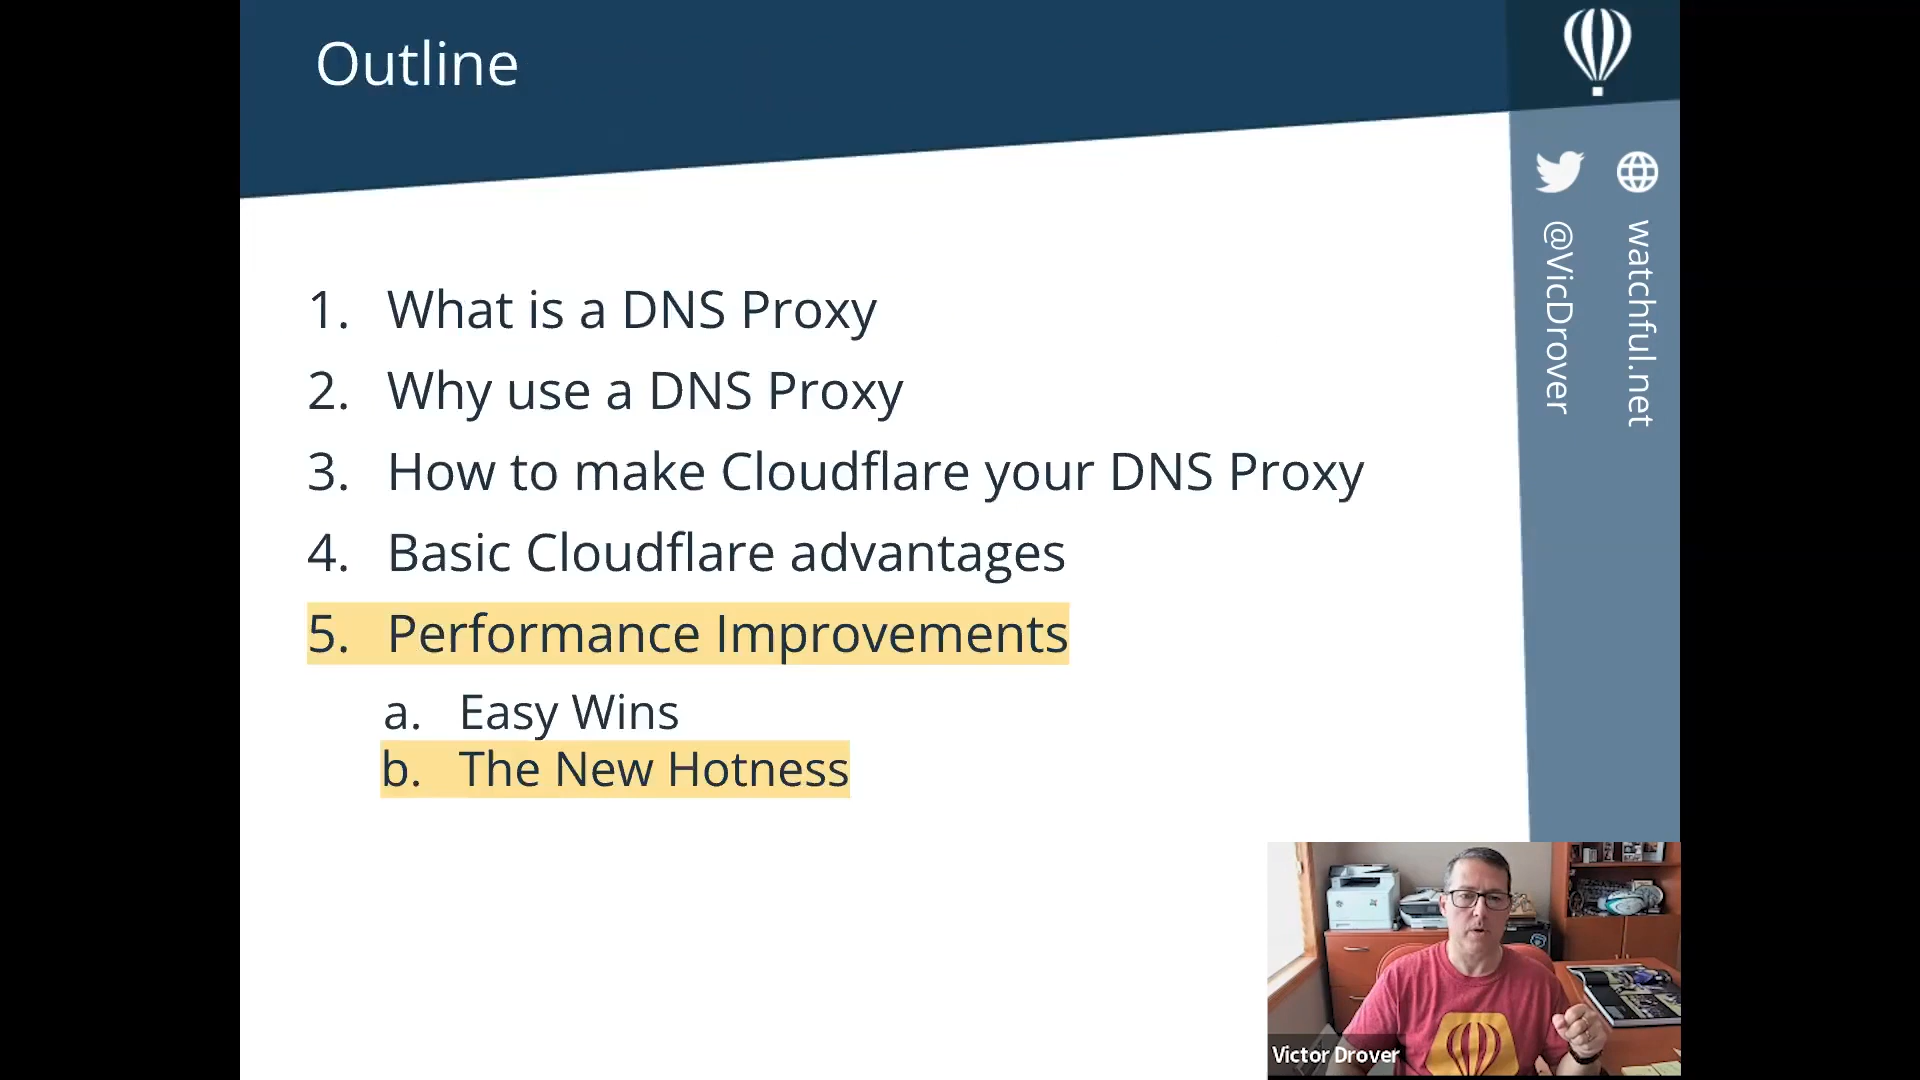 Outline
1. What is a DNS Proxy
2. Why use a DNS Proxy
3. How to make Cloudflare your DNS Proxy
4. Basic Cloudflare advantages
5. Performance Improvements
a. Easy Wins
b. The New Hotness
watchful.net
@VicDrover
Victor Drover